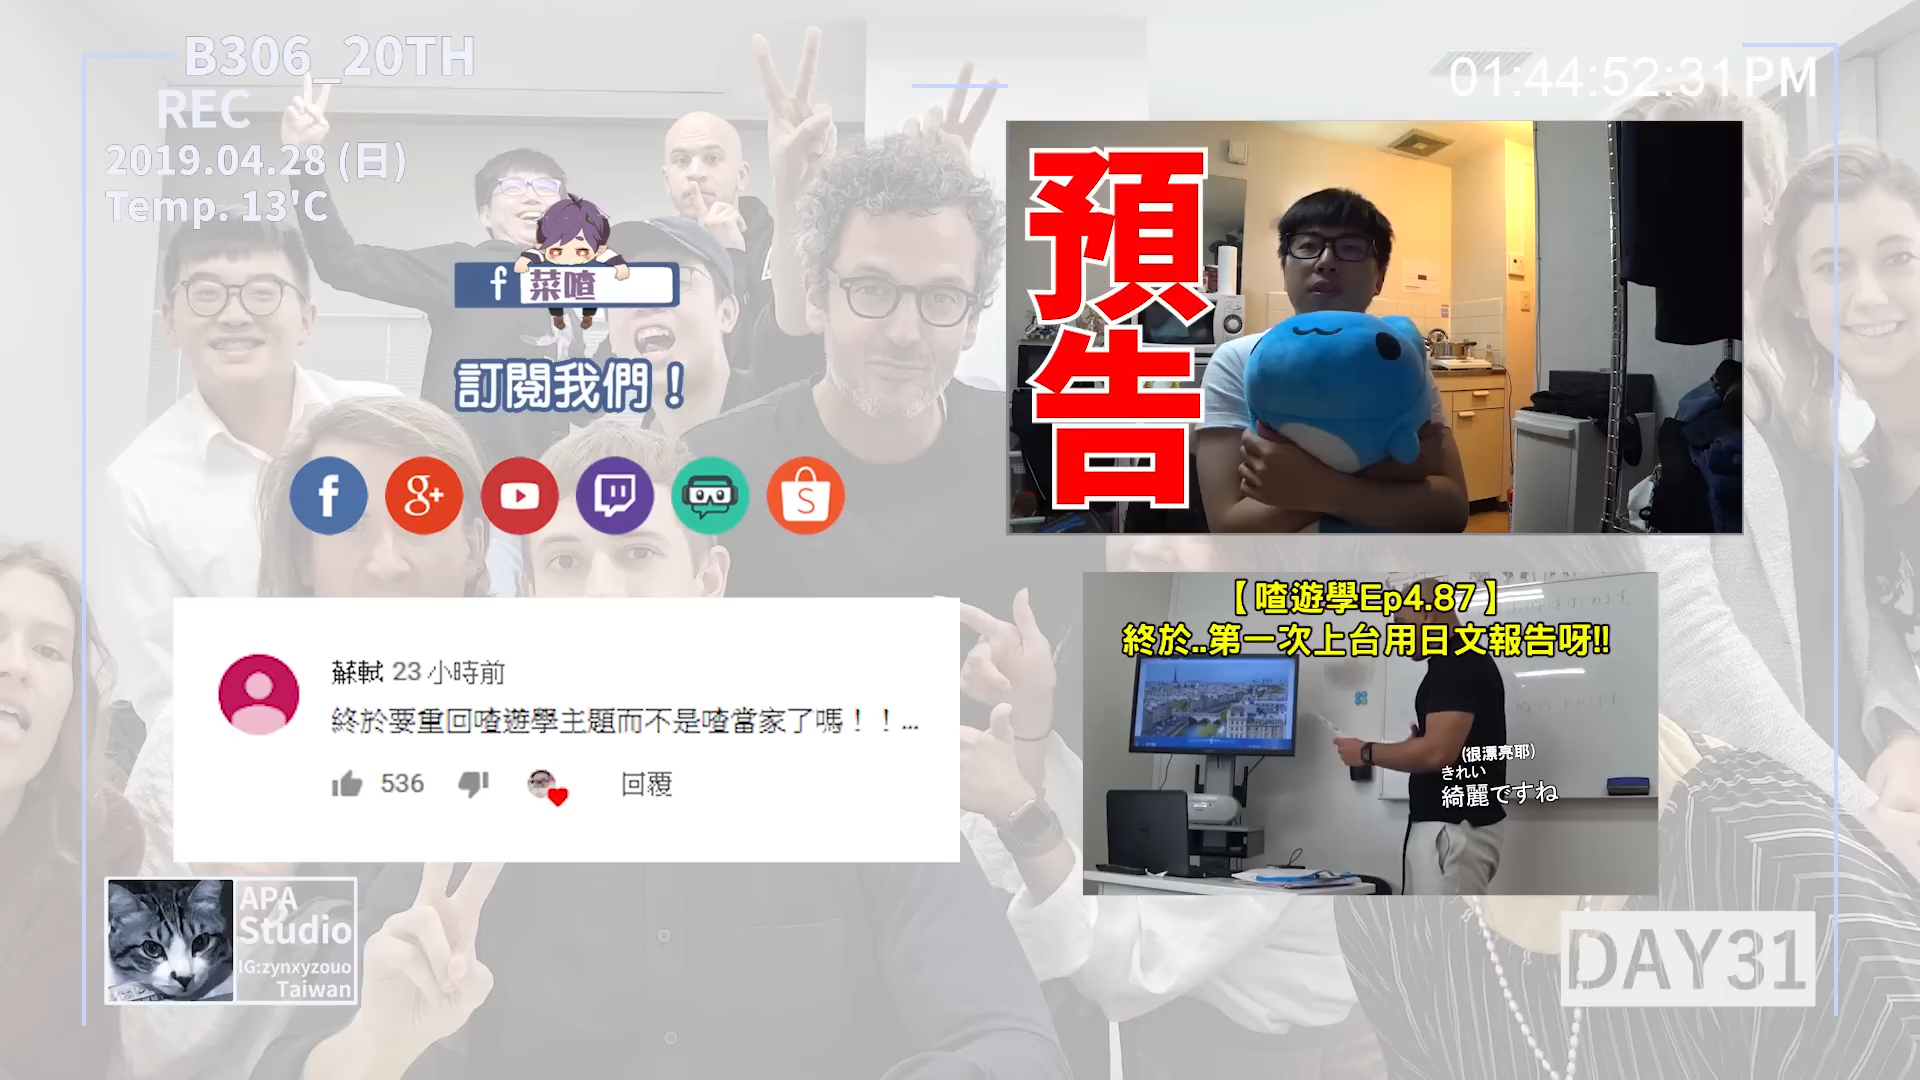 B306_20TH
REC
2019.04.28 (日)
Temp. 13'C
01:44:52:31 PM
f 菜喳
訂閱我們！
預告
蘇軾 23 小時前
終於要重回喳遊學主題而不是喳當家了嗎！！...
536
回覆
【喳遊學Ep4.87】
終於..第一次上台用日文報告呀!!
(很漂亮耶)
きれい
綺麗ですね
APA
Studio
IG:zynxyzouo
Taiwan
DAY31